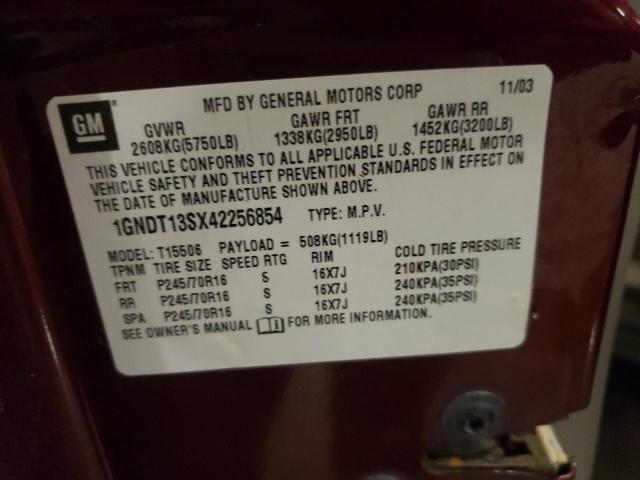 GM
MFD BY GENERAL MOTORS CORP 11/03
GVWR GAWR FRT GAWR RR
2608KG(5750LB) 1338KG(2950LB) 1452KG(3200LB)
THIS VEHICLE CONFORMS TO ALL APPLICABLE U.S. FEDERAL MOTOR
VEHICLE SAFETY AND THEFT PREVENTION STANDARDS IN EFFECT ON
THE DATE OF MANUFACTURE SHOWN ABOVE.
1GNDT13SX42256854 TYPE: M.P.V.
MODEL: T15506 PAYLOAD = 508KG(1119LB)
TPNM TIRE SIZE SPEED RTG RIM COLD TIRE PRESSURE
FRT P245/70R16 S 16X7J 210KPA(30PSI)
RR P245/70R16 S 16X7J 240KPA(35PSI)
SPA P245/70R16 S 16X7J 240KPA(35PSI)
SEE OWNER'S MANUAL FOR MORE INFORMATION.